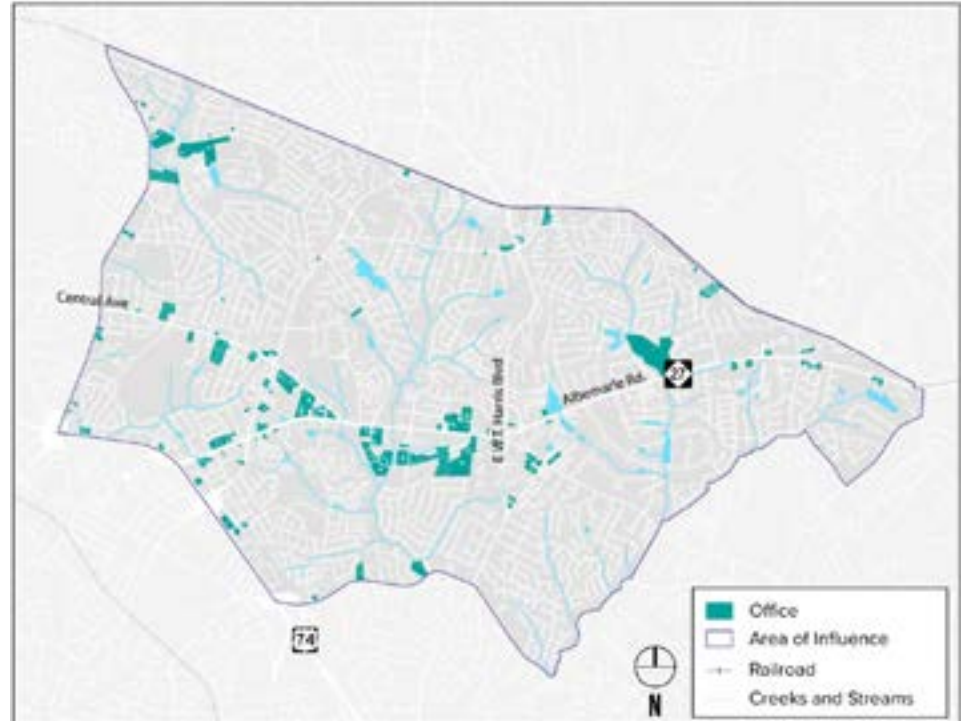 Central Ave
E W.T. Harris Blvd
Albemarle Rd.
27
74
Office
Area of Influence
Railroad
Creeks and Streams
N